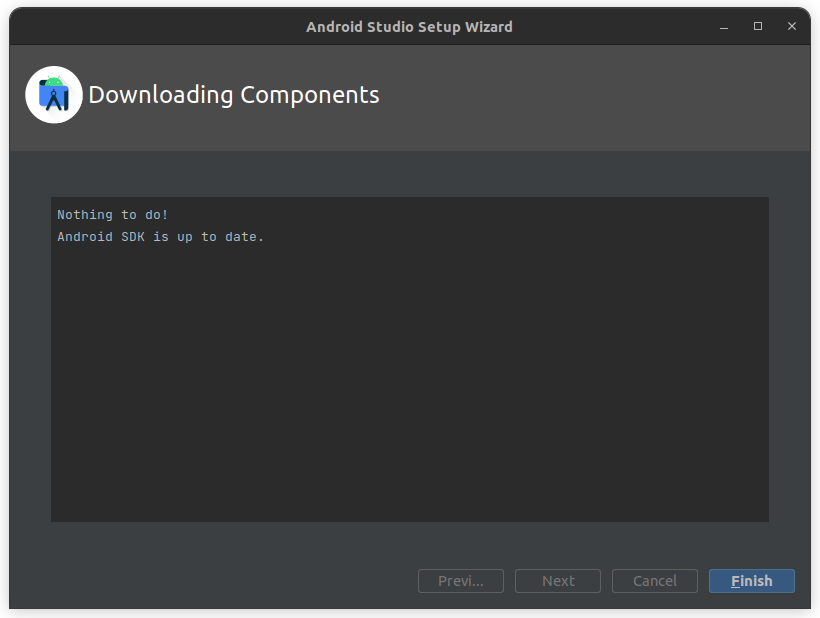 Android Studio Setup Wizard
Downloading Components
Nothing to do!
Android SDK is up to date.
Previ... Next Cancel Finish